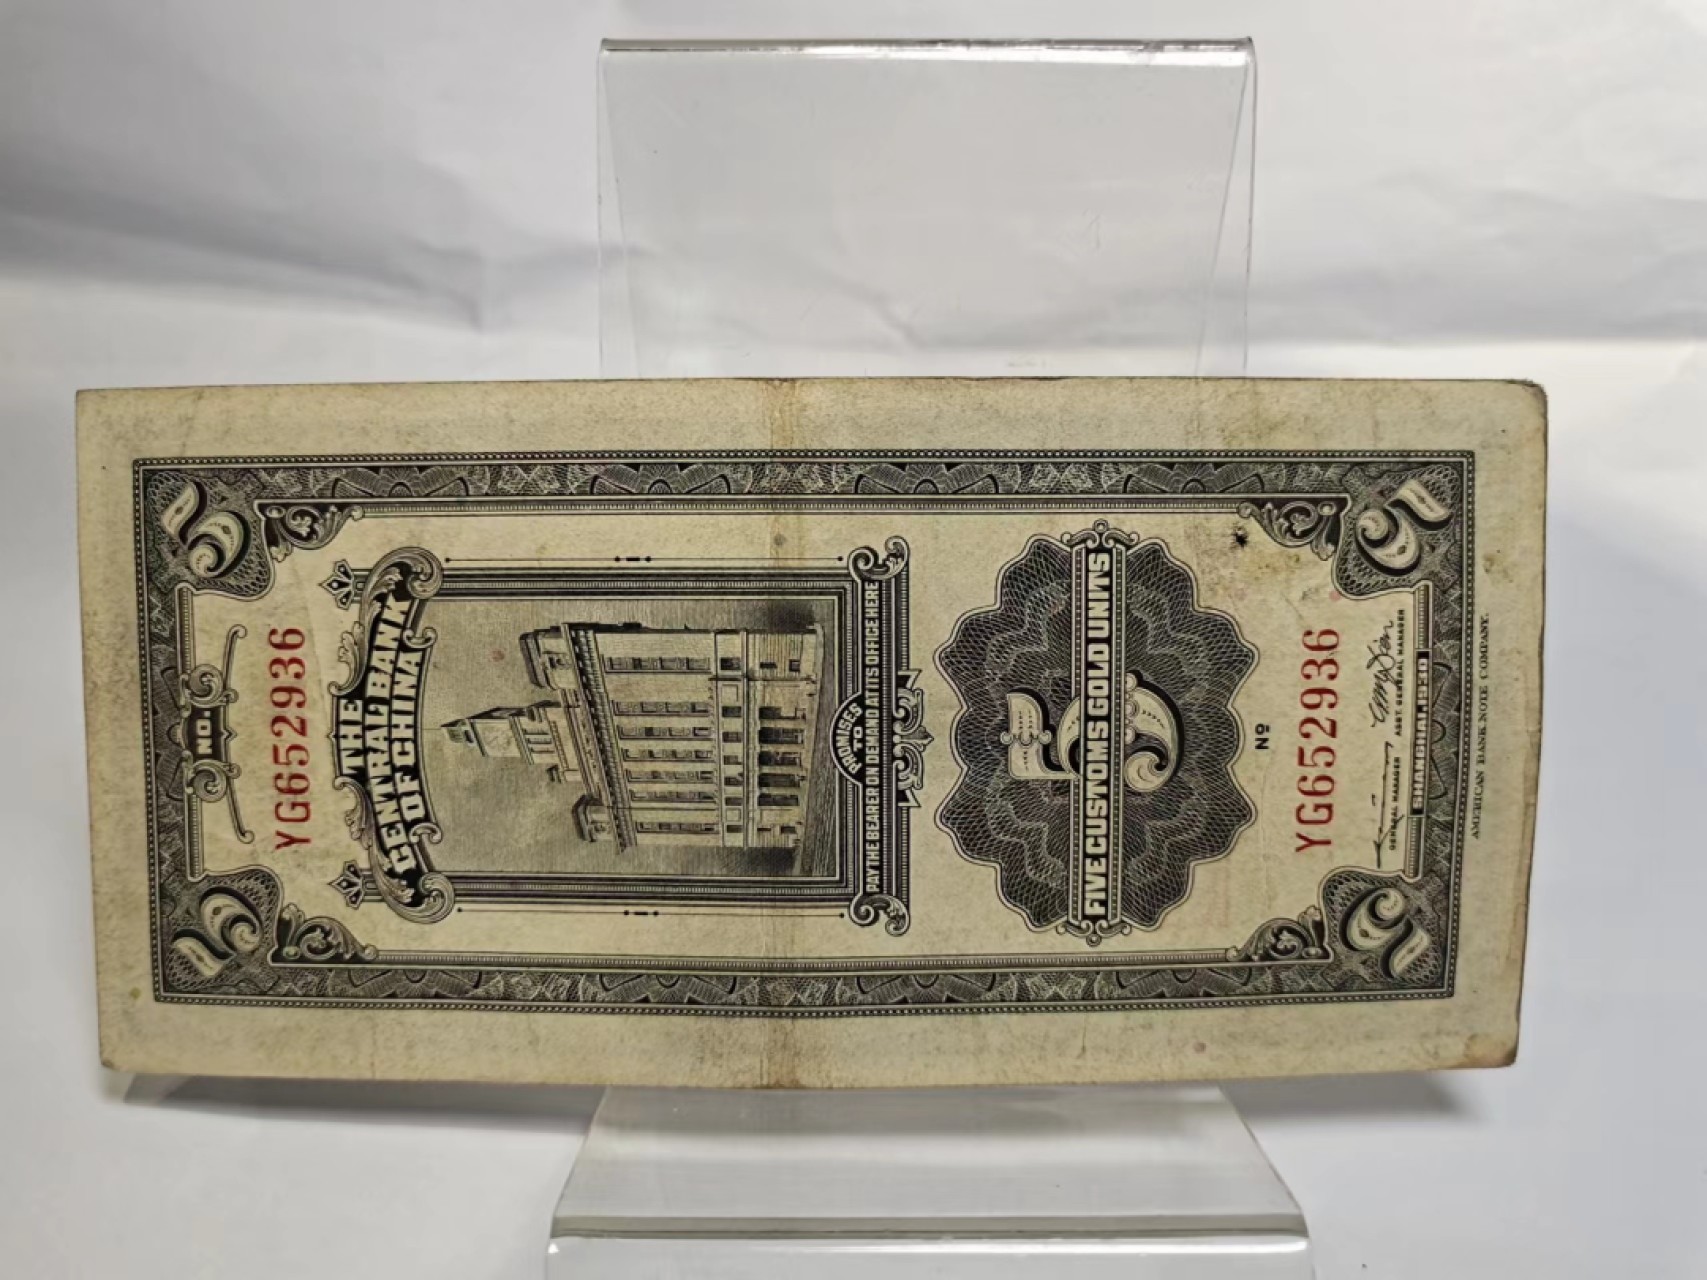 5 5
NO.
YG652936
THE
CENTRAL BANK
OF CHINA
PROMISES
TO
PAY THE BEARER ON DEMAND AT ITS OFFICE HERE
5
FIVE CUSTOMS GOLD UNITS
Nº
YG652936
GENERAL MANAGER ASST GENERAL MANAGER
5 SHANGHAI.1930 5
AMERICAN BANK NOTE COMPANY.